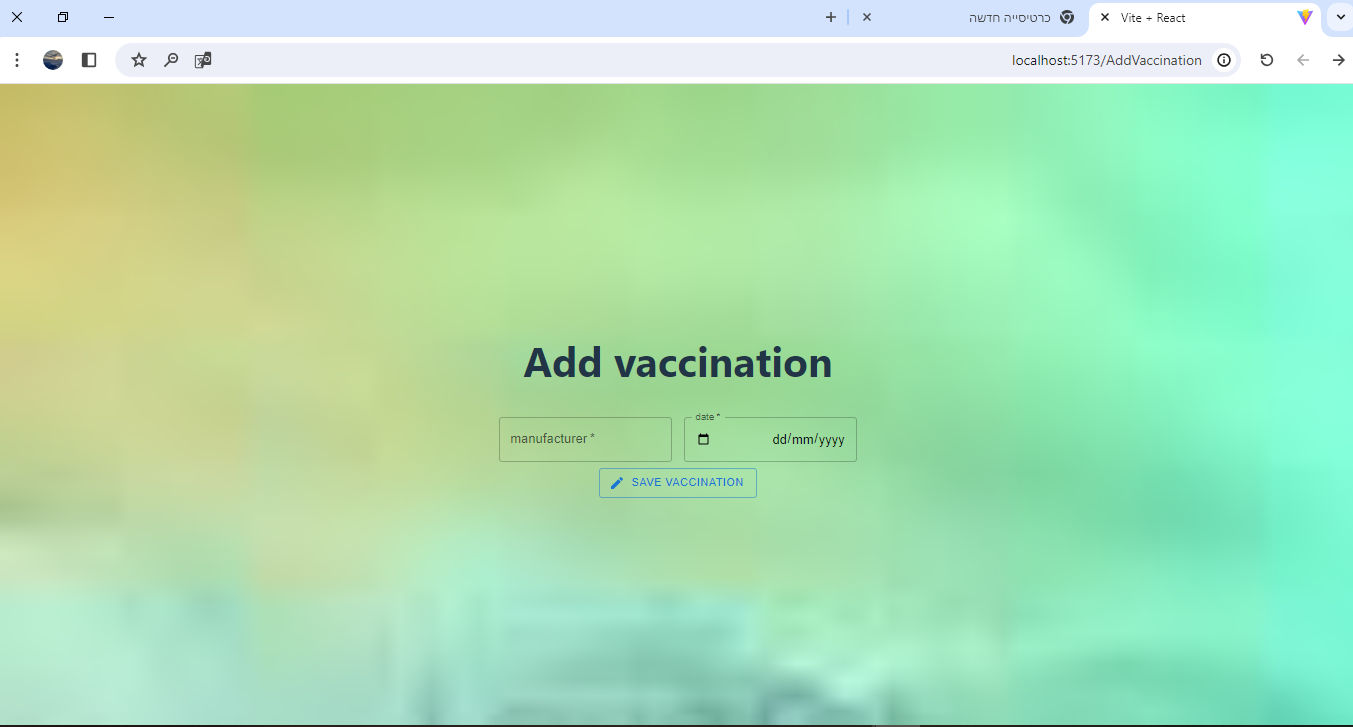 Vite + React
כרטיסייה חדשה
localhost:5173/AddVaccination
Add vaccination
manufacturer *
date *
dd/mm/yyyy
SAVE VACCINATION